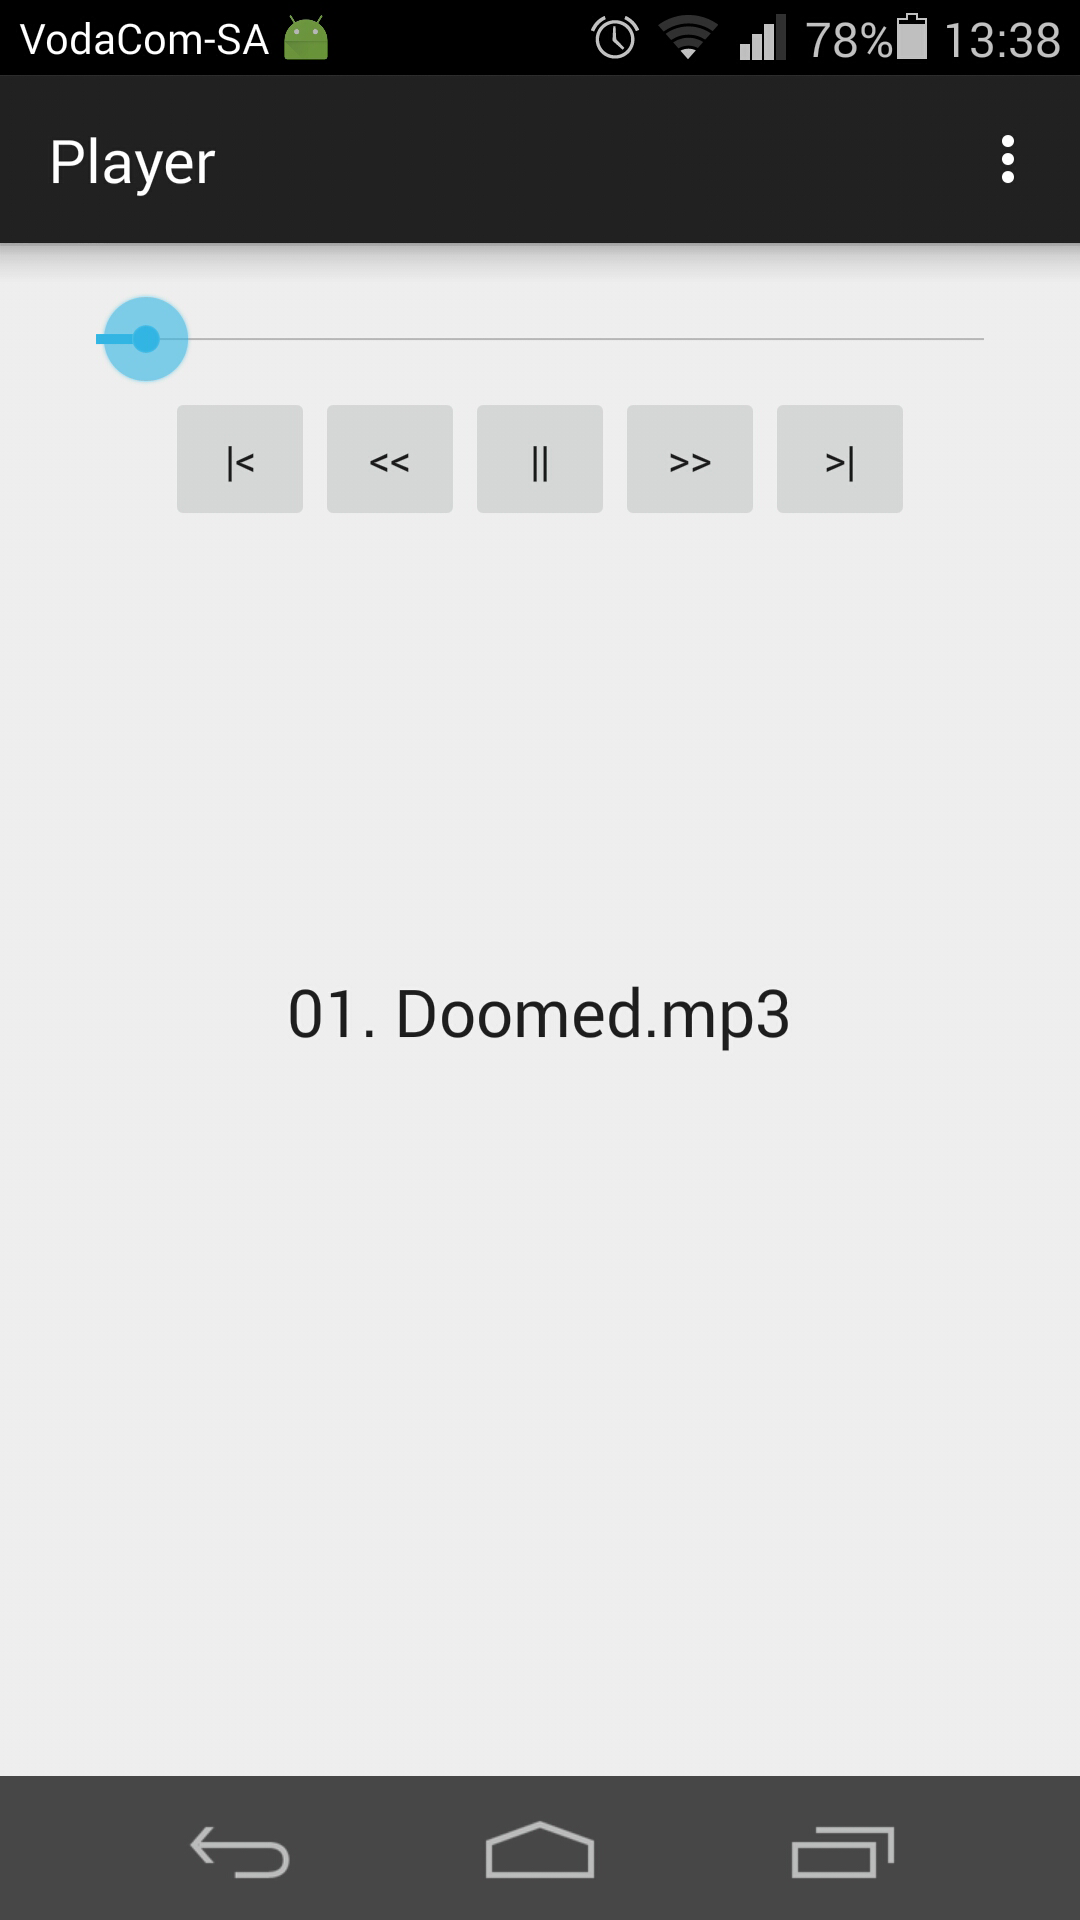 VodaCom-SA 78% 13:38
Player
|< << || >> >|
01. Doomed.mp3